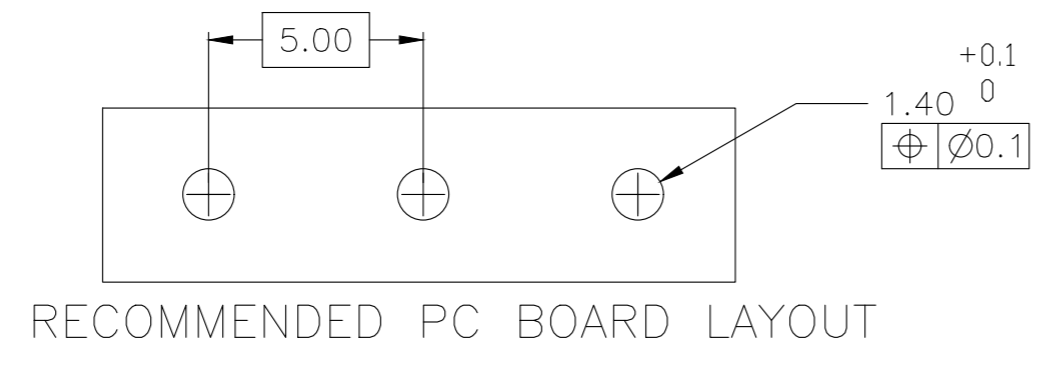 5.00
+0.1
0
1.40
⌖ Ø0.1
RECOMMENDED PC BOARD LAYOUT